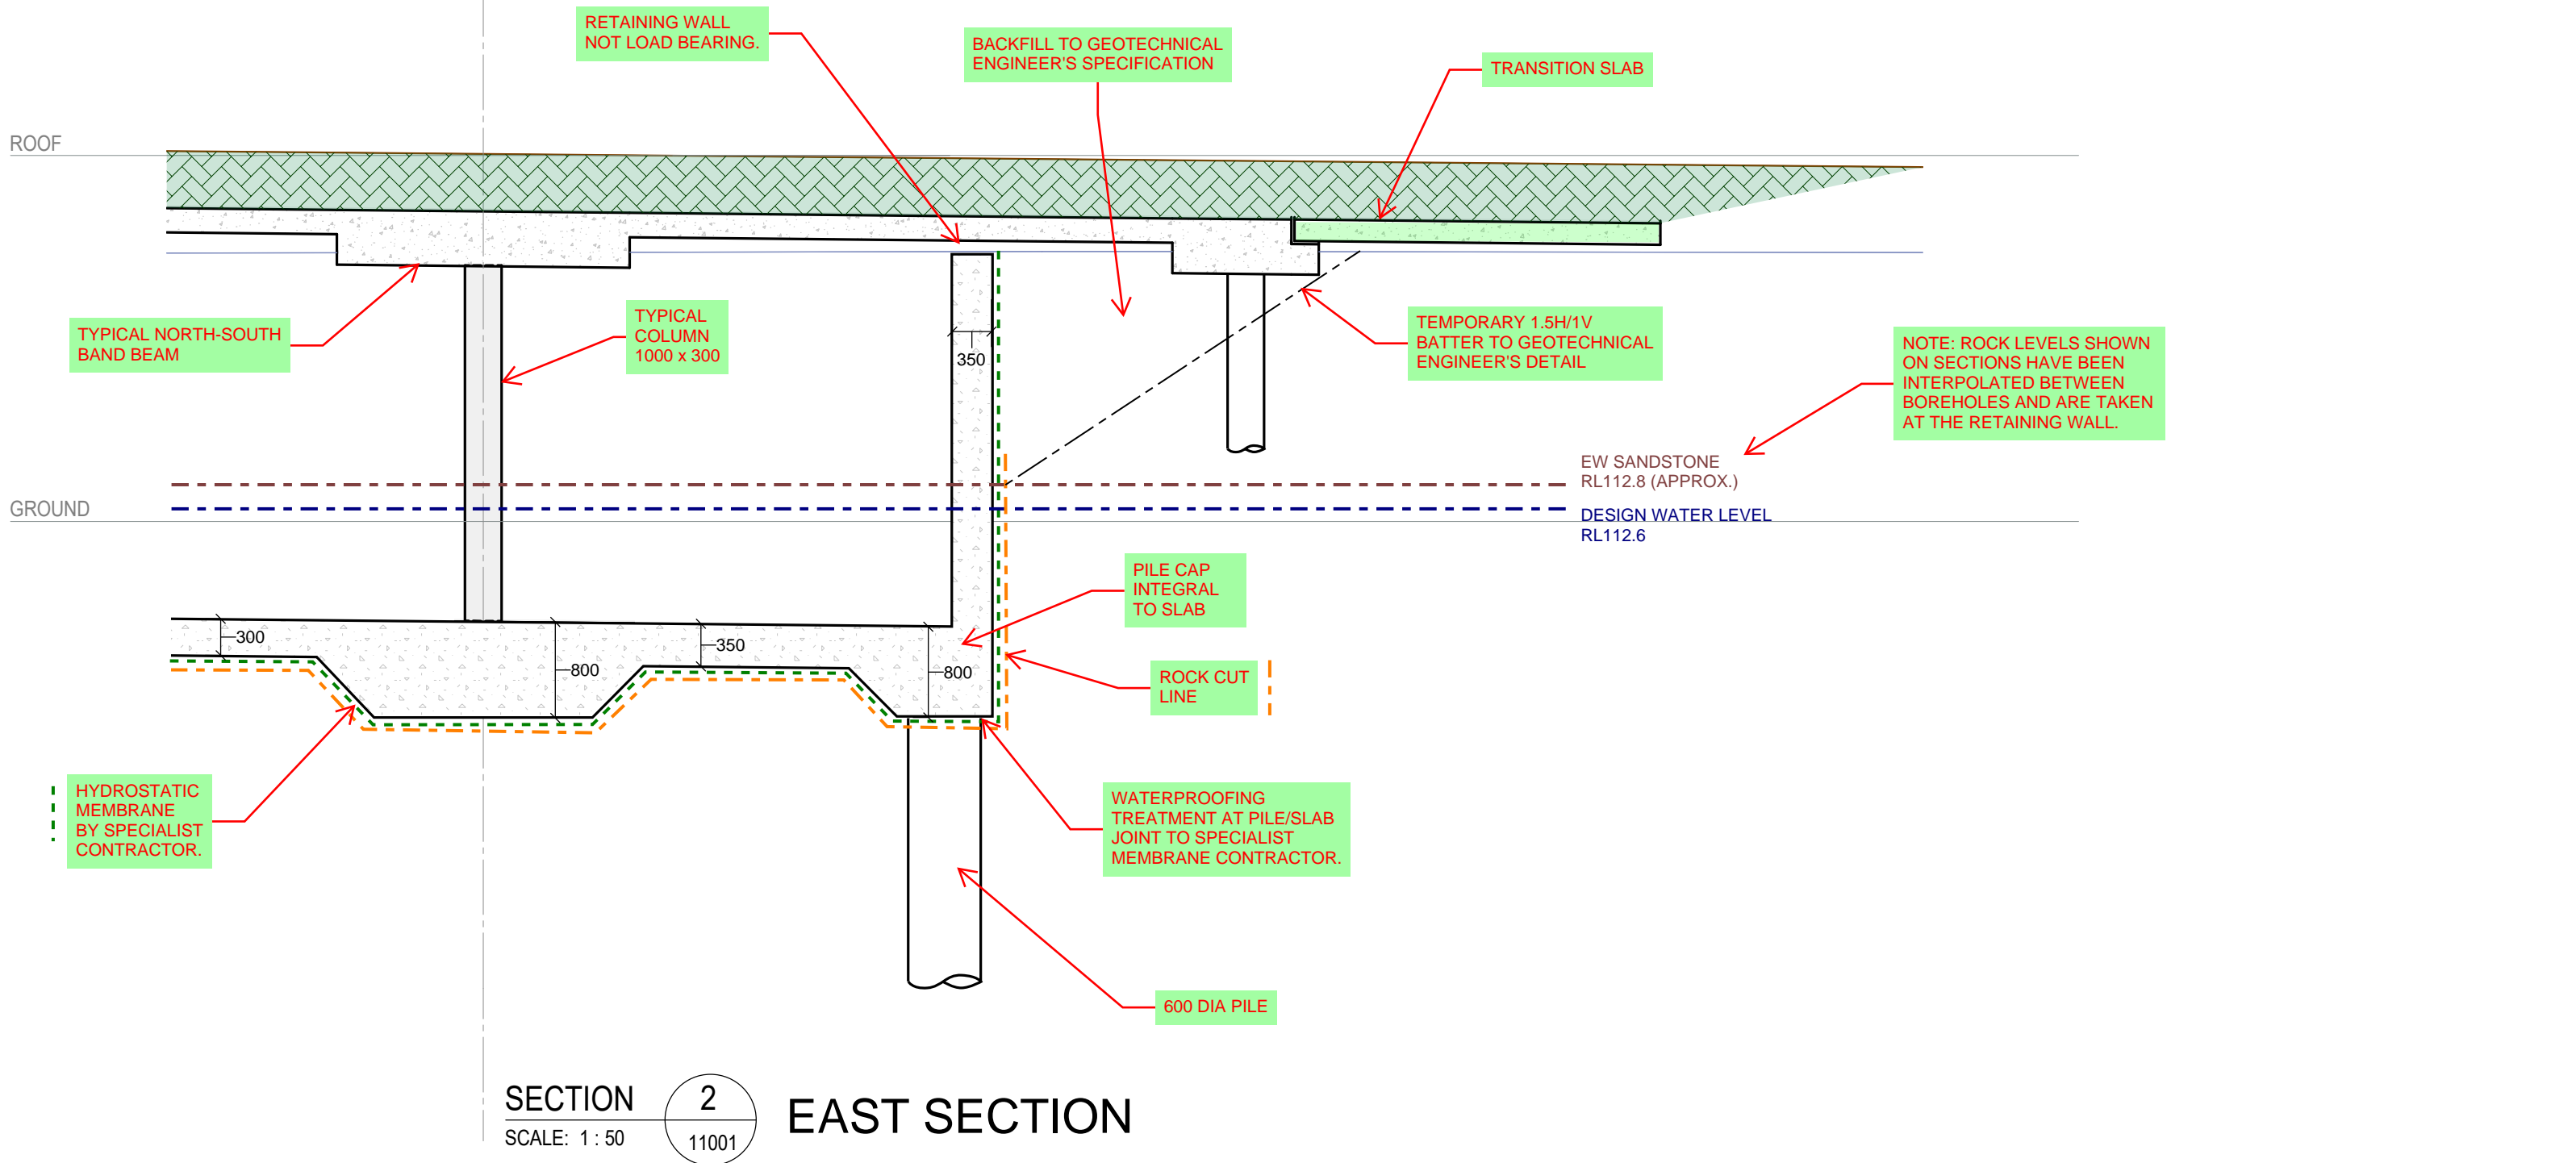 RETAINING WALL
NOT LOAD BEARING.
BACKFILL TO GEOTECHNICAL
ENGINEER'S SPECIFICATION
TRANSITION SLAB
ROOF
TYPICAL NORTH-SOUTH
BAND BEAM
TYPICAL
COLUMN
1000 x 300
350
TEMPORARY 1.5H/1V
BATTER TO GEOTECHNICAL
ENGINEER'S DETAIL
NOTE: ROCK LEVELS SHOWN
ON SECTIONS HAVE BEEN
INTERPOLATED BETWEEN
BOREHOLES AND ARE TAKEN
AT THE RETAINING WALL.
EW SANDSTONE
RL112.8 (APPROX.)
GROUND
DESIGN WATER LEVEL
RL112.6
PILE CAP
INTEGRAL
TO SLAB
300
800
350
800
ROCK CUT
LINE
HYDROSTATIC
MEMBRANE
BY SPECIALIST
CONTRACTOR.
WATERPROOFING
TREATMENT AT PILE/SLAB
JOINT TO SPECIALIST
MEMBRANE CONTRACTOR.
600 DIA PILE
SECTION
SCALE: 1 : 50
2
11001
EAST SECTION